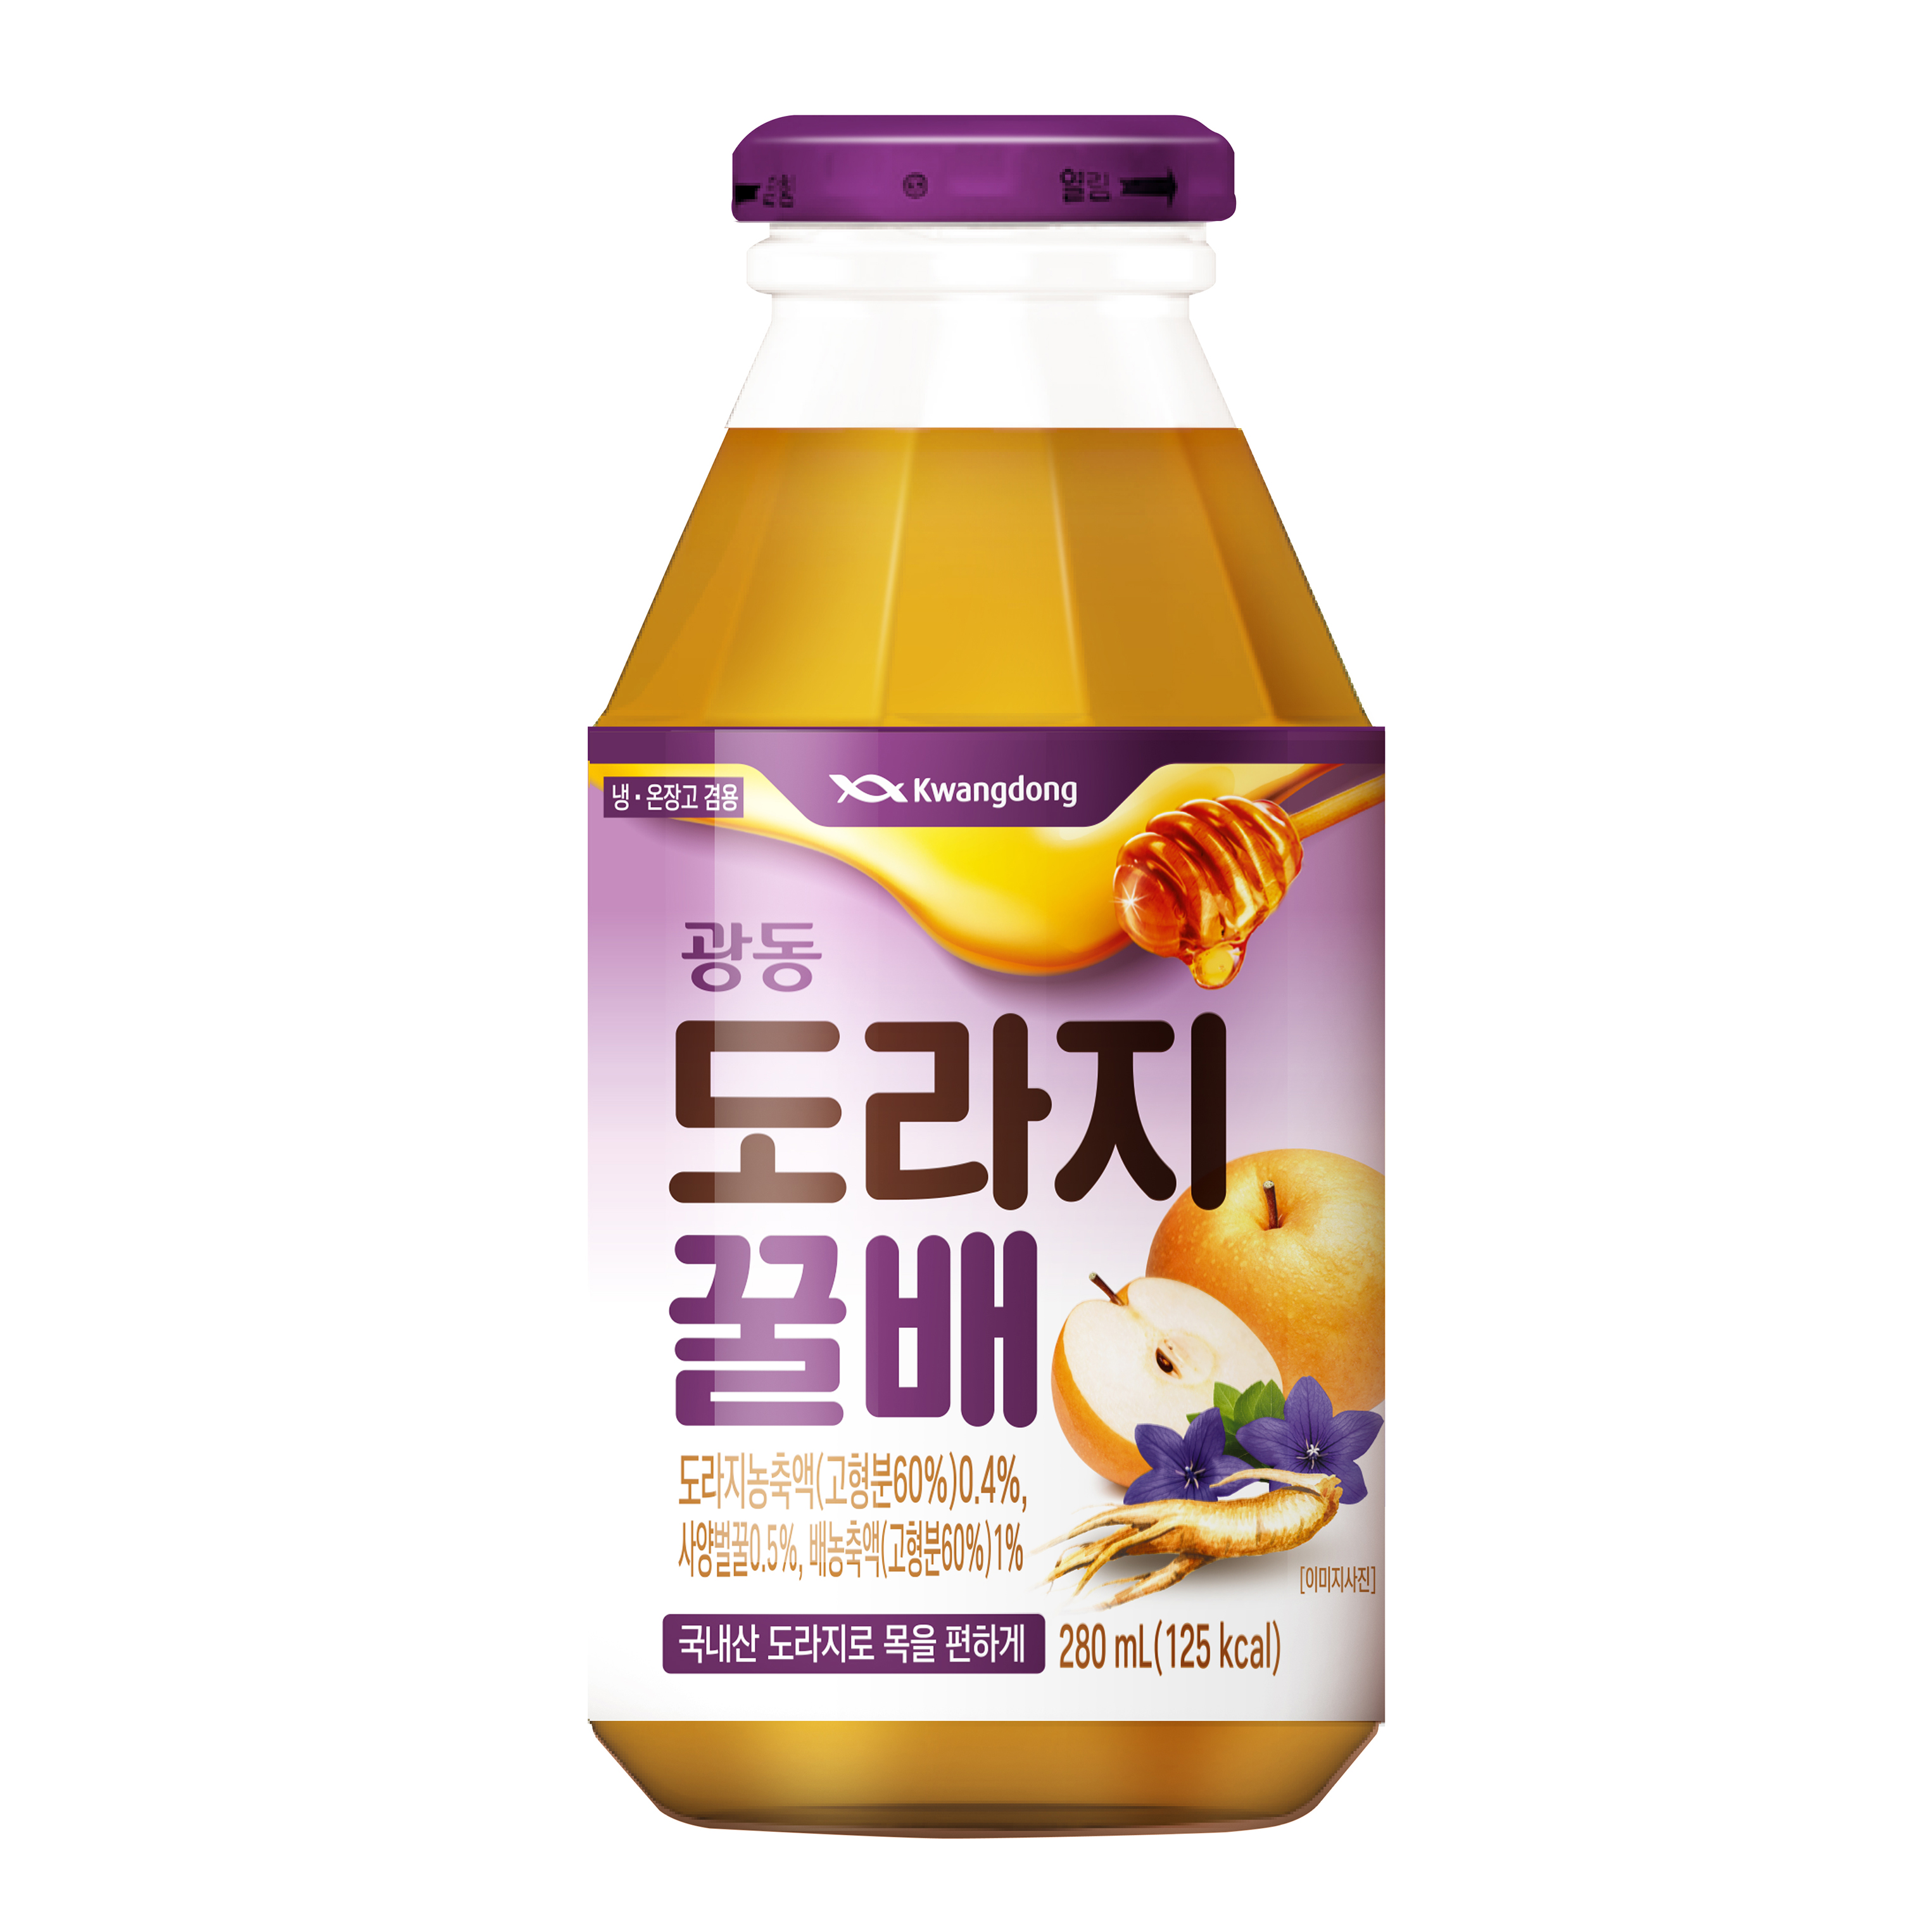 열림
Kwangdong
냉·온장고 겸용
광동
도라지
꿀배
도라지농축액(고형분60%)0.4%,
사양벌꿀0.5%, 배농축액(고형분60%)1%
[이미지사진]
국내산 도라지로 목을 편하게
280 mL(125 kcal)